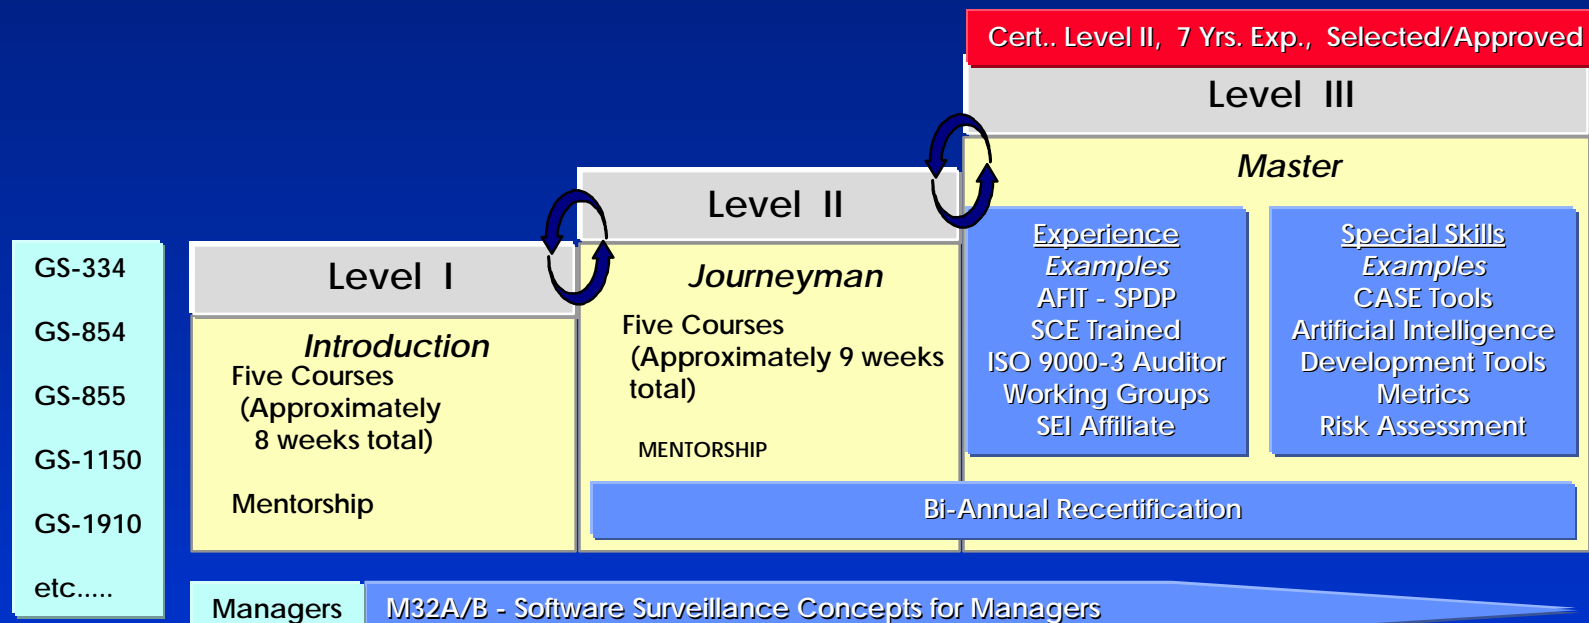 Cert.. Level II, 7 Yrs. Exp., Selected/Approved
Level III
Master
Experience
Examples
AFIT - SPDP
SCE Trained
ISO 9000-3 Auditor
Working Groups
SEI Affiliate
Special Skills
Examples
CASE Tools
Artificial Intelligence
Development Tools
Metrics
Risk Assessment
Level II
Journeyman
Five Courses
(Approximately 9 weeks
total)
MENTORSHIP
Bi-Annual Recertification
Level I
Introduction
Five Courses
(Approximately
8 weeks total)
Mentorship
GS-334
GS-854
GS-855
GS-1150
GS-1910
etc.....
Managers
M32A/B - Software Surveillance Concepts for Managers